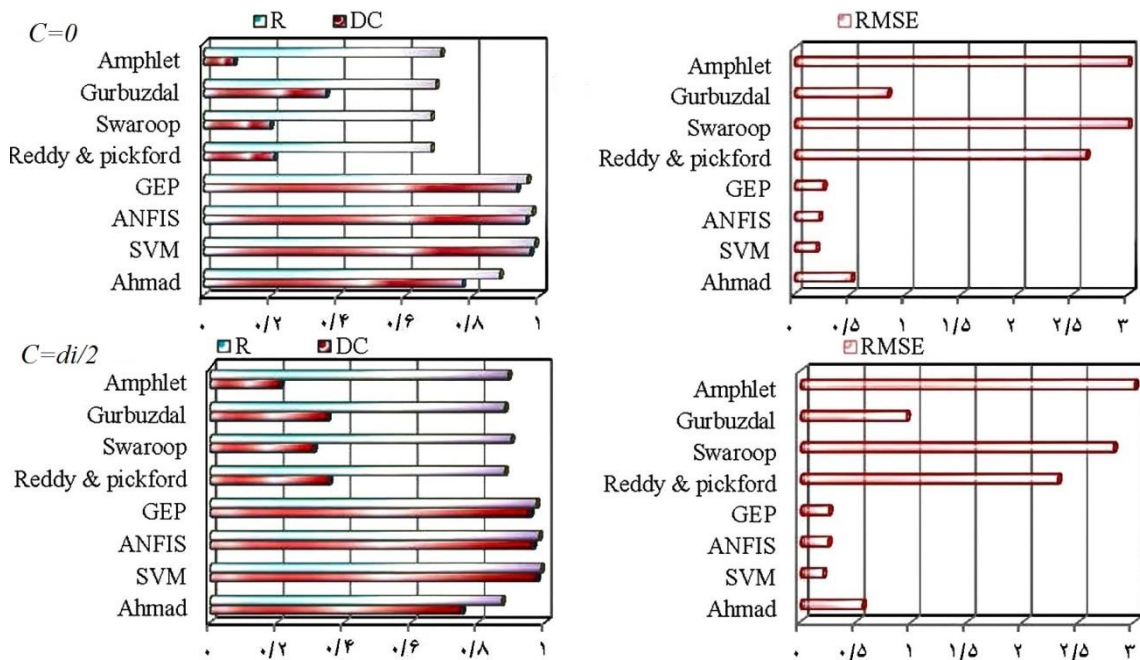 C=0
R DC
Amphlet
Gurbuzdal
Swaroop
Reddy & pickford
GEP
ANFIS
SVM
Ahmad
۰ ۰/۲ ۰/۴ ۰/۶ ۰/۸ ۱
RMSE
Amphlet
Gurbuzdal
Swaroop
Reddy & pickford
GEP
ANFIS
SVM
Ahmad
۰ ۰/۵ ۱ ۱/۵ ۲ ۲/۵ ۳
C=di/2
R DC
Amphlet
Gurbuzdal
Swaroop
Reddy & pickford
GEP
ANFIS
SVM
Ahmad
۰ ۰/۲ ۰/۴ ۰/۶ ۰/۸ ۱
RMSE
Amphlet
Gurbuzdal
Swaroop
Reddy & pickford
GEP
ANFIS
SVM
Ahmad
۰ ۰/۵ ۱ ۱/۵ ۲ ۲/۵ ۳